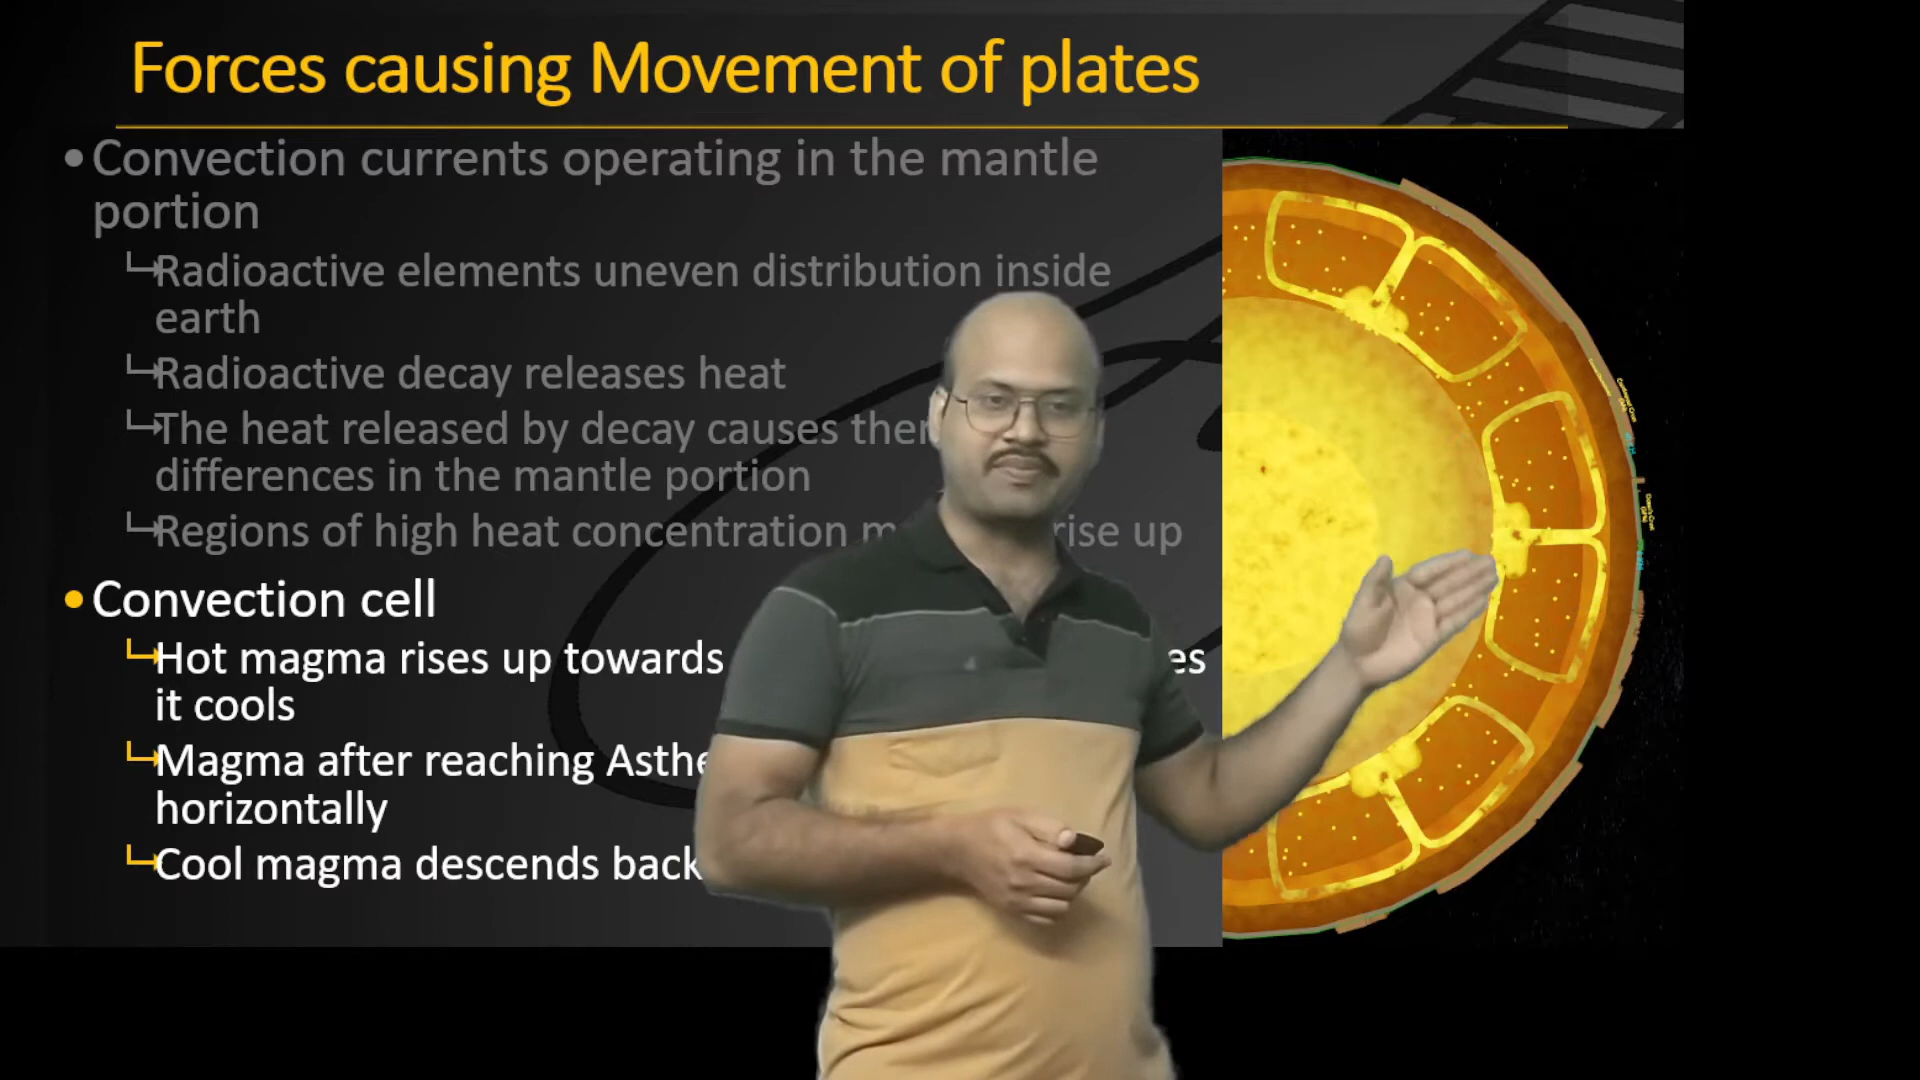 Forces causing Movement of plates
• Convection currents operating in the mantle
portion
Radioactive elements uneven distribution inside
earth
Radioactive decay releases heat
The heat released by decay causes
differences in the mantle portion
Regions of high heat concentration rise up
• Convection cell
Hot magma rises up towards
it cools
Magma after reaching
horizontally
Cool magma descends back